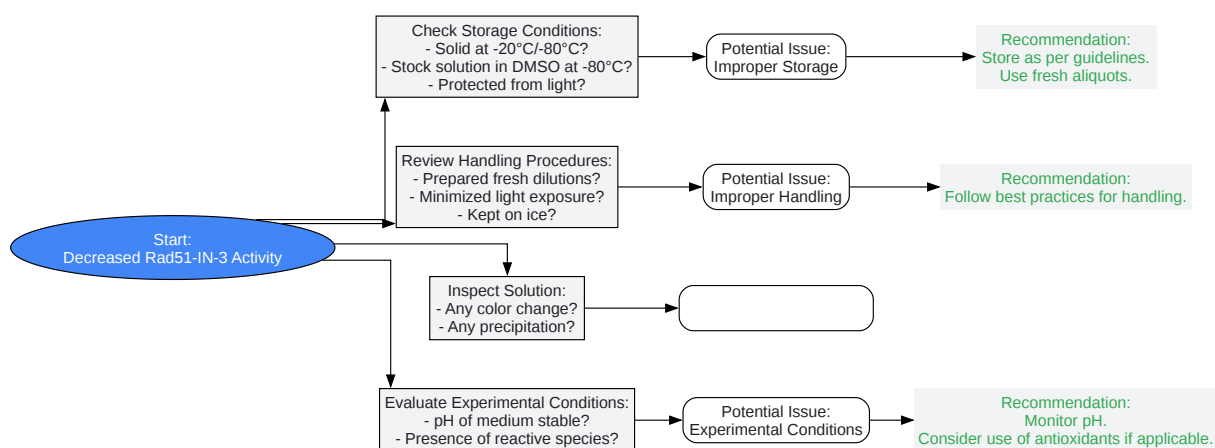 Check Storage Conditions:
- Solid at -20°C/-80°C?
- Stock solution in DMSO at -80°C?
- Protected from light?
Potential Issue:
Improper Storage
Recommendation:
Store as per guidelines.
Use fresh aliquots.
Review Handling Procedures:
- Prepared fresh dilutions?
- Minimized light exposure?
- Kept on ice?
Potential Issue:
Improper Handling
Recommendation:
Follow best practices for handling.
Start:
Decreased Rad51-IN-3 Activity
Inspect Solution:
- Any color change?
- Any precipitation?
Evaluate Experimental Conditions:
- pH of medium stable?
- Presence of reactive species?
Potential Issue:
Experimental Conditions
Recommendation:
Monitor pH.
Consider use of antioxidants if applicable.